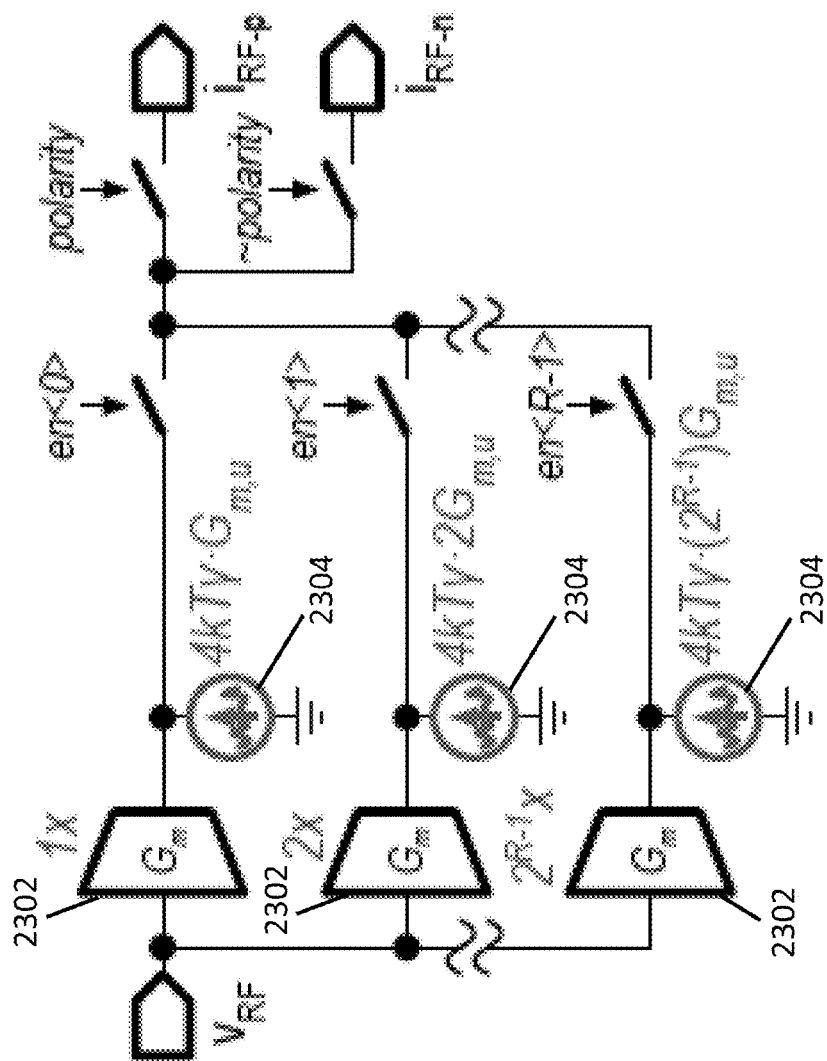 V_RF
2302
1x
G_m
2304
4kTγ·G_m,u
en<0>
polarity
i_RF-p
~polarity
i_RF-n
2302
2x
G_m
2304
4kTγ·2G_m,u
en<1>
2302
2^R-1x
G_m
2304
4kTγ·(2^R-1)G_m,u
en<R-1>